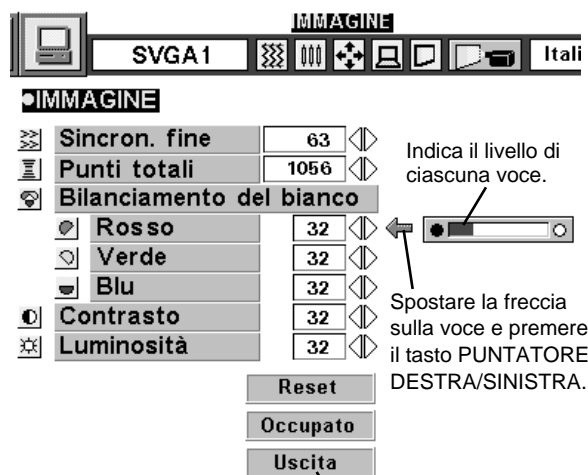 IMMAGINE
SVGA1 Itali
●IMMAGINE
Sincron. fine 63
Punti totali 1056
Bilanciamento del bianco
Rosso 32
Verde 32
Blu 32
Contrasto 32
Luminosità 32
Reset
Occupato
Uscita
Indica il livello di
ciascuna voce.
Spostare la freccia
sulla voce e premere
il tasto PUNTATORE
DESTRA/SINISTRA.